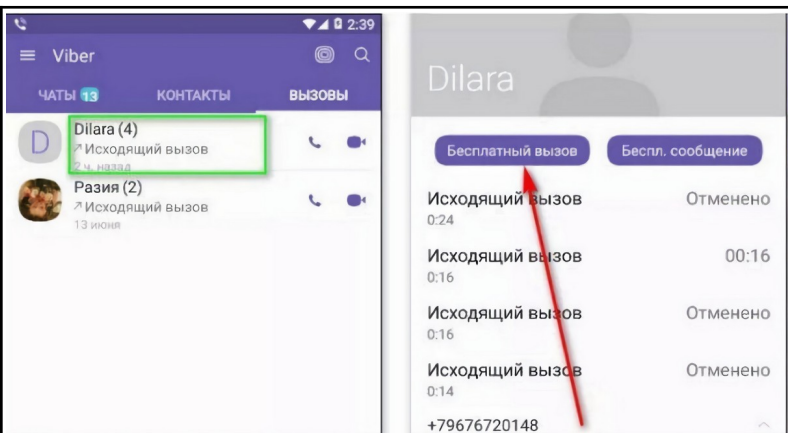 2:39
Viber
ЧАТЫ 13 КОНТАКТЫ ВЫЗОВЫ
D
Dilara (4)
Исходящий вызов
2 ч. назад
Разия (2)
Исходящий вызов
13 июня
Dilara
Бесплатный вызов Беспл. сообщение
Исходящий вызов Отменено
0:24
Исходящий вызов 00:16
0:16
Исходящий вызов Отменено
0:16
Исходящий вызов Отменено
0:14
+79676720148